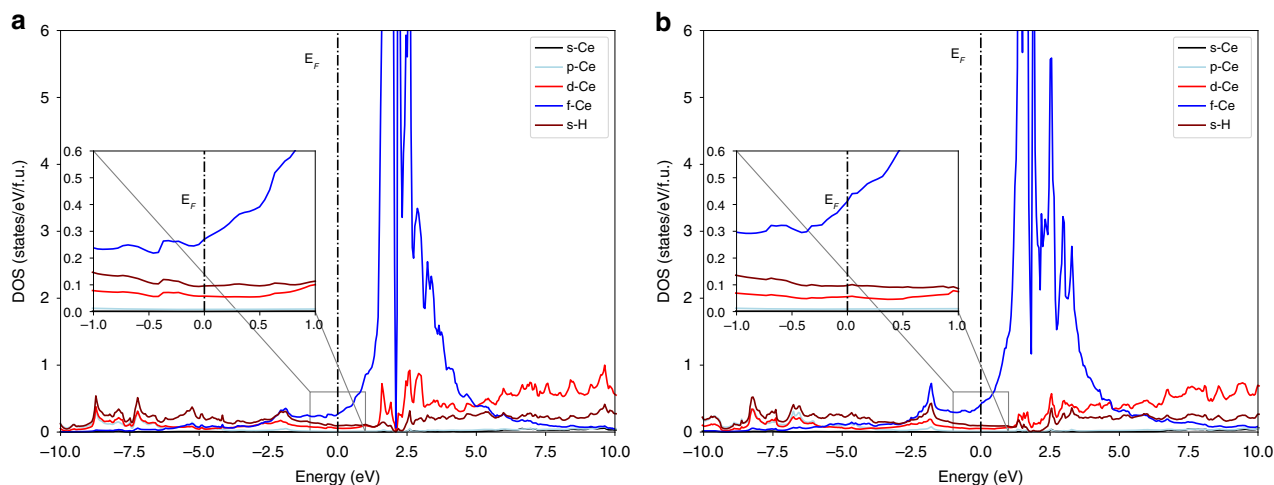 a
DOS (states/eV/f.u.)
6
5
4
3
2
1
0
E_F
s-Ce
p-Ce
d-Ce
f-Ce
s-H
0.6
0.5
0.4
0.3
0.2
0.1
0.0
E_F
−1.0 −0.5 0.0 0.5 1.0
−10.0 −7.5 −5.0 −2.5 0.0 2.5 5.0 7.5 10.0
Energy (eV)
b
DOS (states/eV/f.u.)
6
5
4
3
2
1
0
E_F
s-Ce
p-Ce
d-Ce
f-Ce
s-H
0.6
0.5
0.4
0.3
0.2
0.1
0.0
E_F
−1.0 −0.5 0.0 0.5 1.0
−10.0 −7.5 −5.0 −2.5 0.0 2.5 5.0 7.5 10.0
Energy (eV)